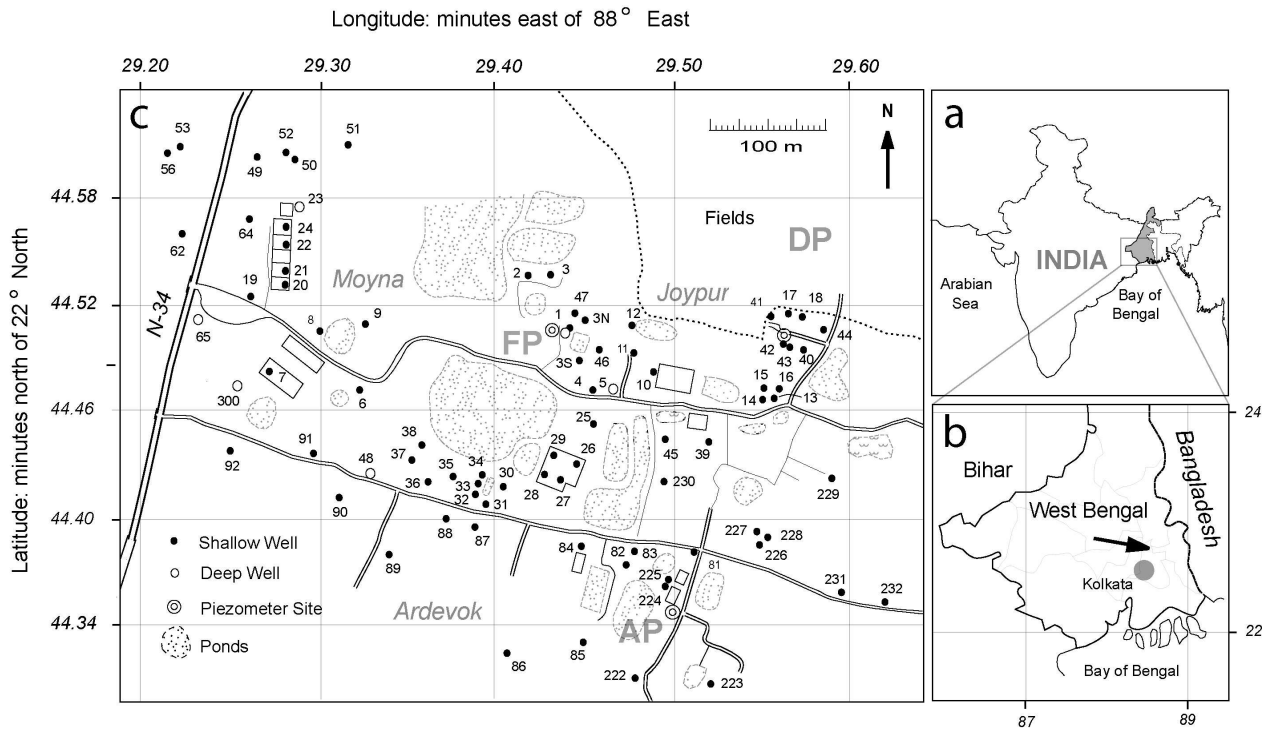 Longitude: minutes east of 88° East
29.20 29.30 29.40 29.50 29.60
Latitude: minutes north of 22° North
44.58
44.52
44.46
44.40
44.34
c
N
100 m
53
56
52
51
49
50
23
24
64
22
62
21
19
20
N-34
65
8
9
7
300
6
Moyna
2
3
Fields
DP
Joypur
47
1
3N
12
FP
3S
46
11
4
5
10
41
17
18
44
42
43
40
15
16
14
13
25
38
37
91
92
48
36
35
34
33
32
30
31
29
26
28
27
45
39
230
229
90
88
87
89
84
82
83
81
225
224
227
228
226
231
232
Ardevok
AP
86
85
222
223
Shallow Well
Deep Well
Piezometer Site
Ponds
a
INDIA
Arabian
Sea
Bay of
Bengal
b
Bihar
Bangladesh
West Bengal
Kolkata
Bay of Bengal
24
22
87 89